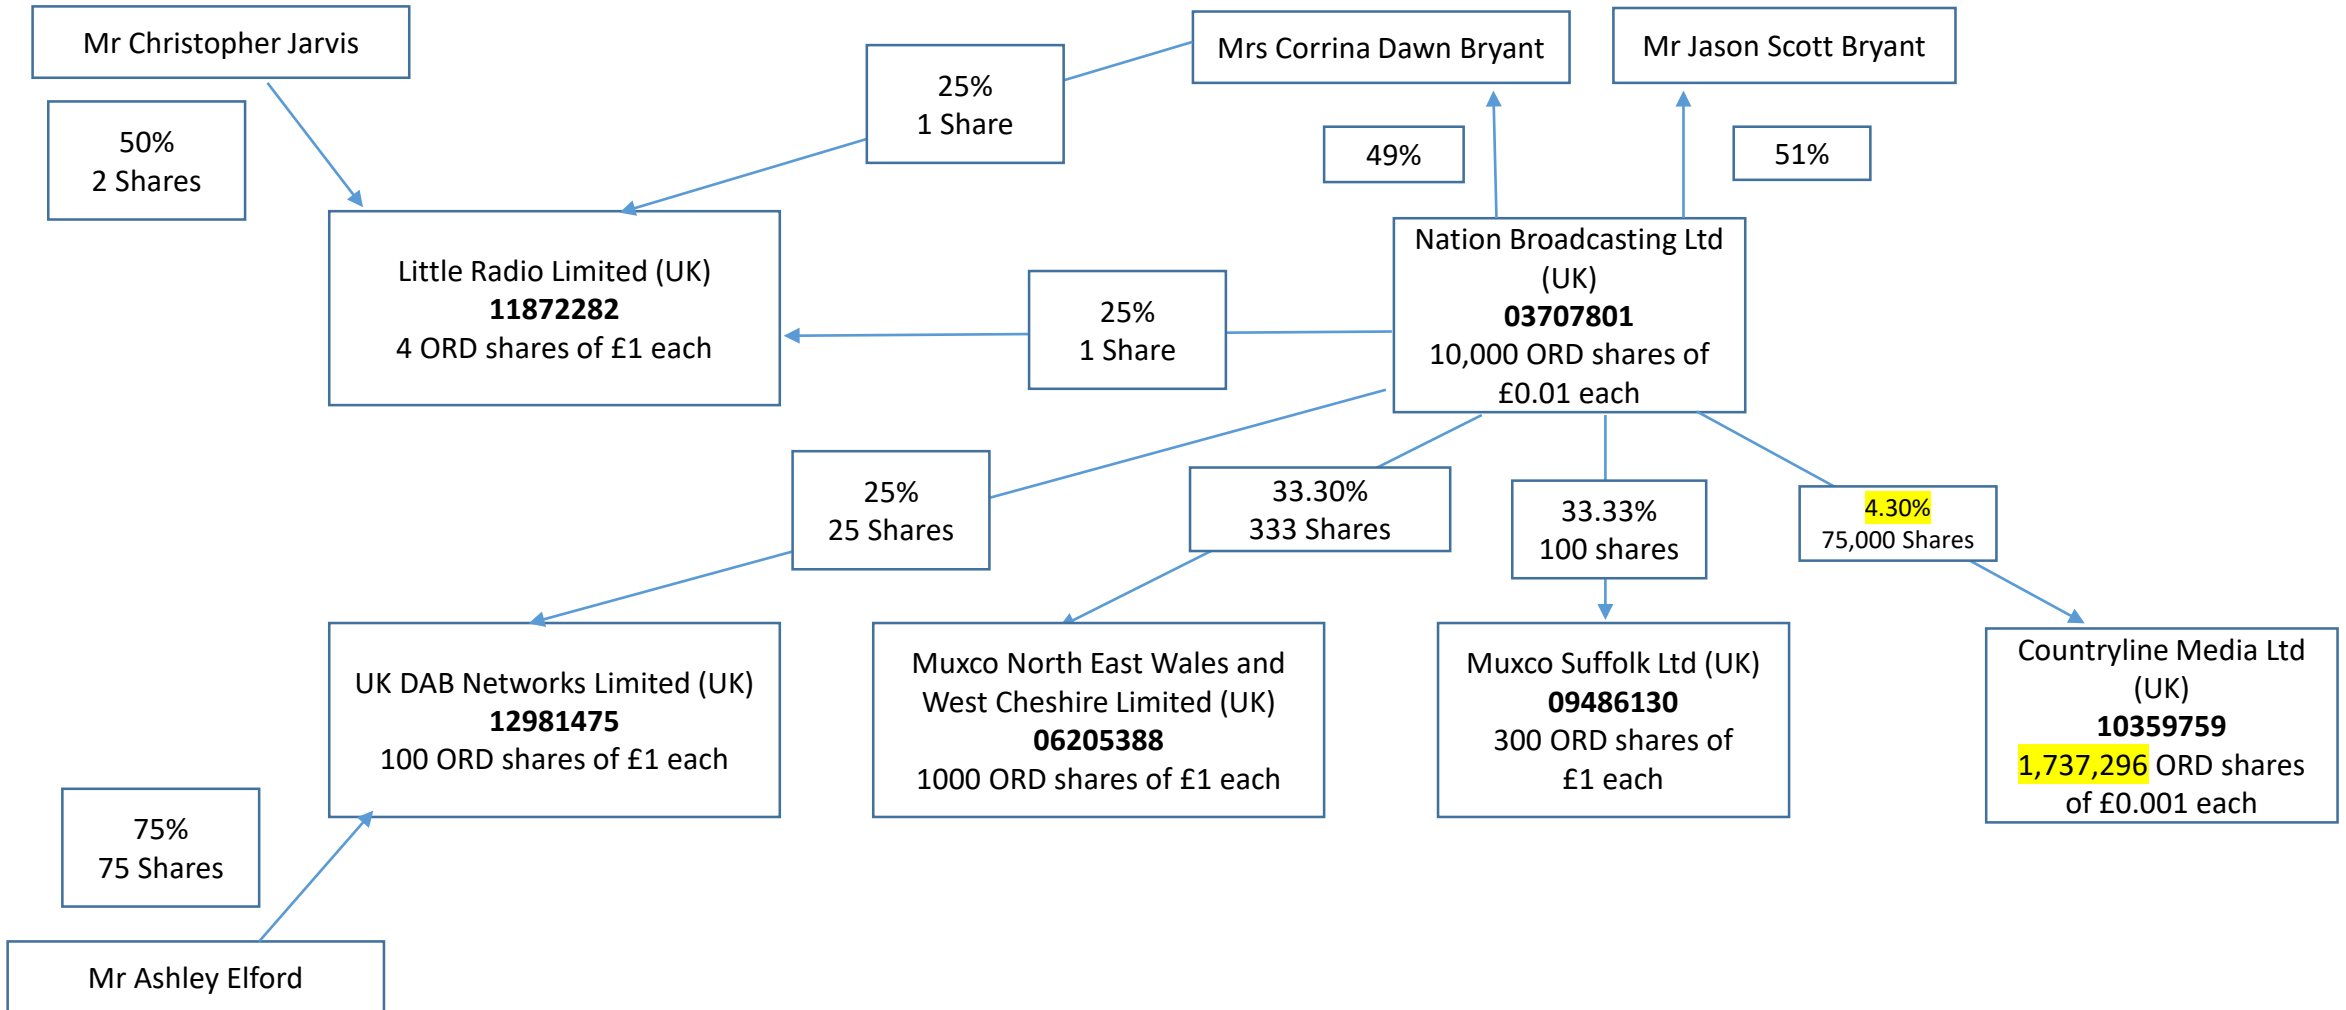 Mr Christopher Jarvis
50%
2 Shares
25%
1 Share
Mrs Corrina Dawn Bryant
Mr Jason Scott Bryant
49%
51%
Little Radio Limited (UK)
11872282
4 ORD shares of £1 each
25%
1 Share
Nation Broadcasting Ltd
(UK)
03707801
10,000 ORD shares of
£0.01 each
25%
25 Shares
33.30%
333 Shares
33.33%
100 shares
4.30%
75,000 Shares
UK DAB Networks Limited (UK)
12981475
100 ORD shares of £1 each
Muxco North East Wales and
West Cheshire Limited (UK)
06205388
1000 ORD shares of £1 each
Muxco Suffolk Ltd (UK)
09486130
300 ORD shares of
£1 each
Countryline Media Ltd
(UK)
10359759
1,737,296 ORD shares
of £0.001 each
75%
75 Shares
Mr Ashley Elford